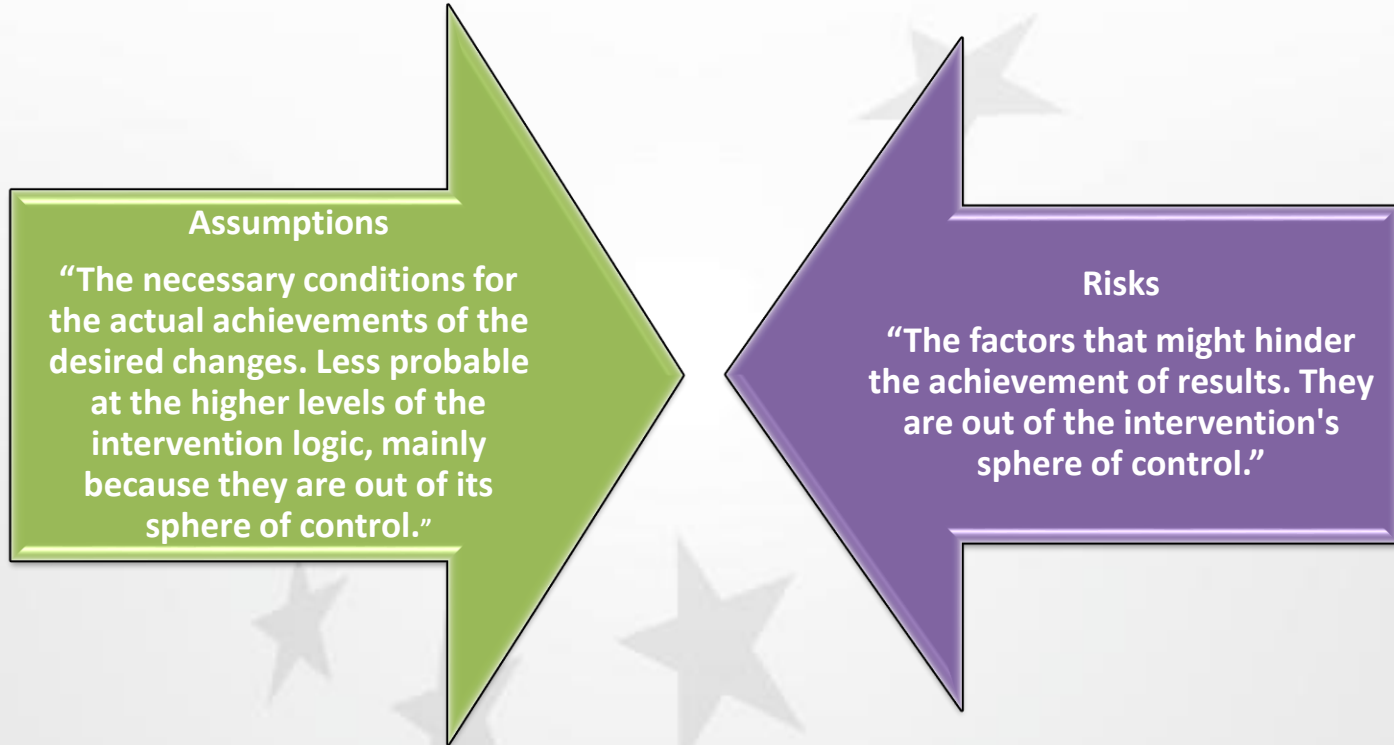 Assumptions
“The necessary conditions for
the actual achievements of the
desired changes. Less probable
at the higher levels of the
intervention logic, mainly
because they are out of its
sphere of control.”
Risks
“The factors that might hinder
the achievement of results. They
are out of the intervention's
sphere of control.”